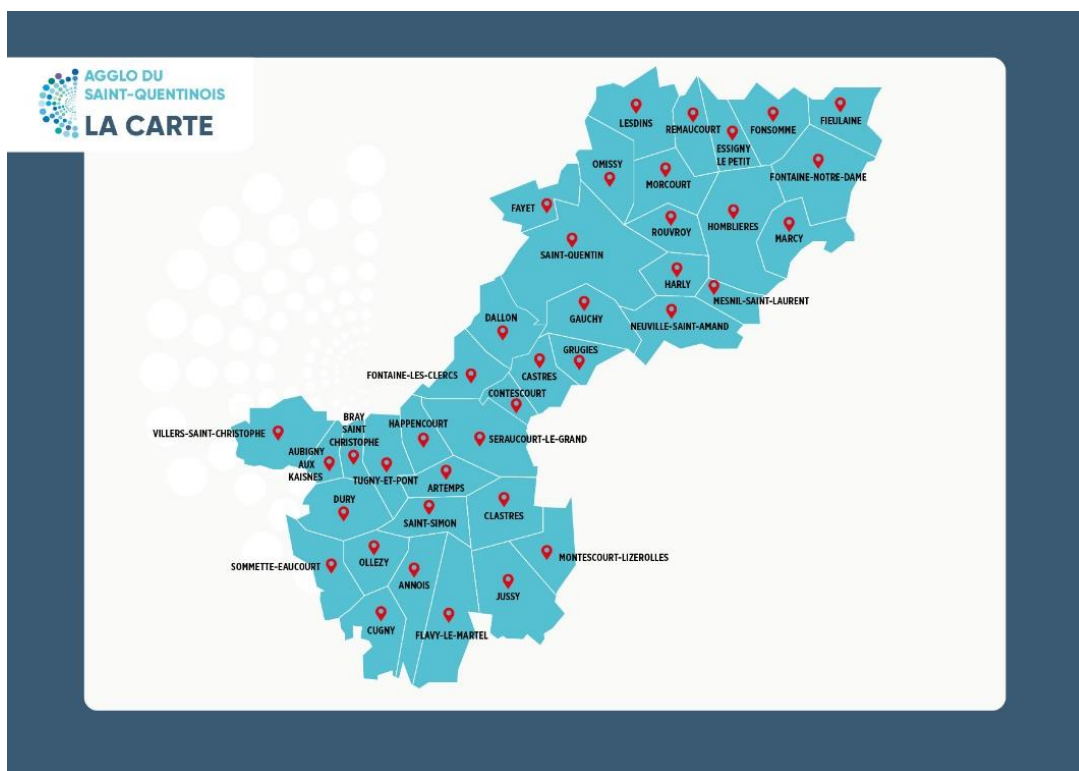 AGGLO DU
SAINT-QUENTINOIS
LA CARTE
LESDINS
REMAUCOURT
ESSIGNY
LE PETIT
FONSOMME
FIEULAINE
OMISSY
MORCOURT
FONTAINE-NOTRE-DAME
FAYET
ROUVROY
HOMBLIERES
MARCY
SAINT-QUENTIN
HARLY
MESNIL-SAINT-LAURENT
DALLON
GAUCHY
NEUVILLE-SAINT-AMAND
GRUGIES
FONTAINE-LES-CLERCS
CASTRES
CONTESCOURT
VILLERS-SAINT-CHRISTOPHE
BRAY
SAINT
CHRISTOPHE
HAPPENCOURT
SERAUCOURT-LE-GRAND
AUBIGNY
AUX
KAISNES
TUGNY-ET-PONT
ARTEMPS
DURY
SAINT-SIMON
CLASTRES
SOMMETTE-EAUCOURT
OLLEZY
ANNOIS
MONTESCOURT-LIZEROLLES
JUSSY
CUGNY
FLAVY-LE-MARTEL